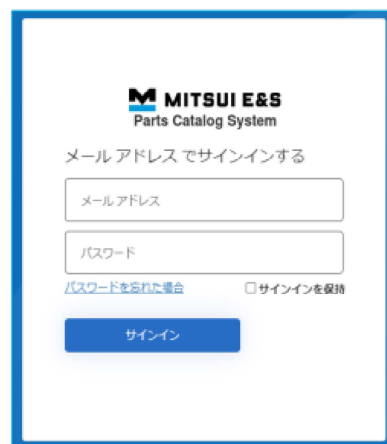 MITSUI E&S
Parts Catalog System
メール アドレス でサインインする
メール アドレス
パスワード
パスワードを忘れた場合 サインインを保持
サインイン